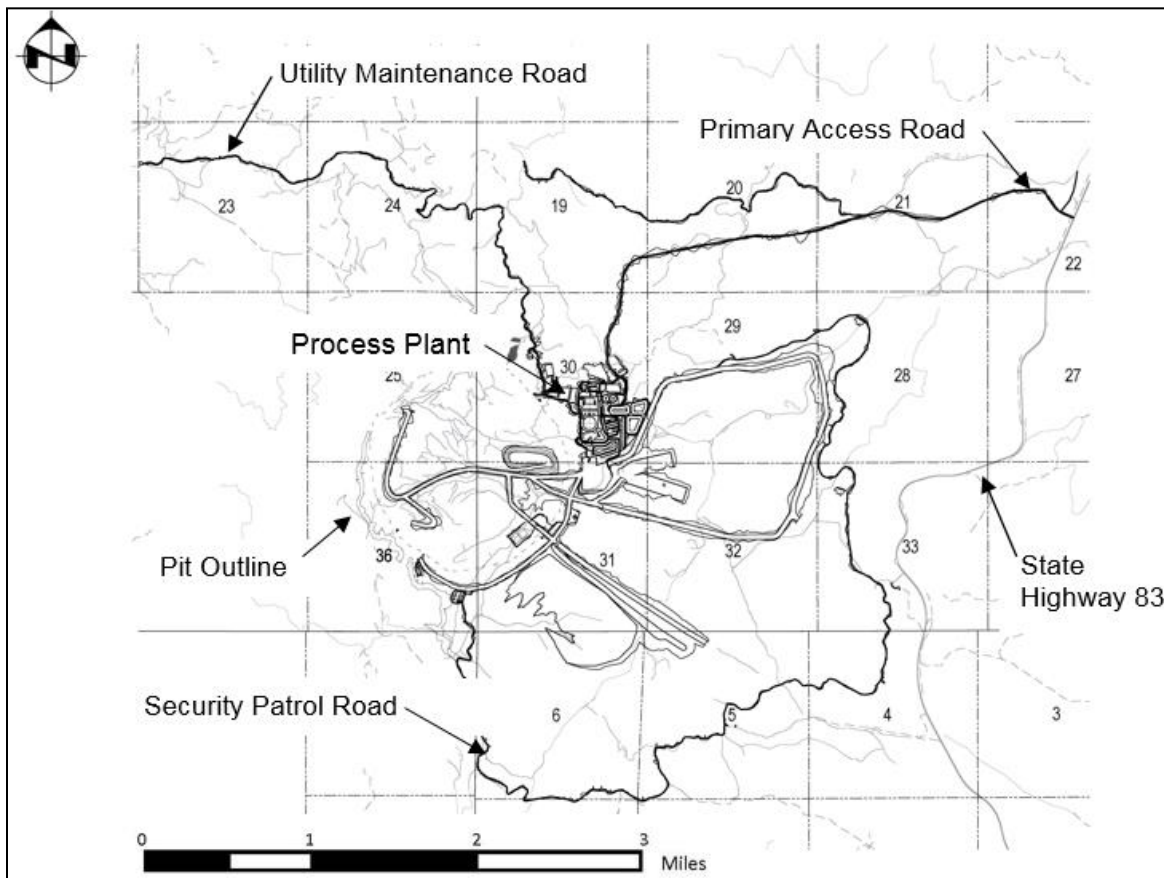 N
Utility Maintenance Road
Primary Access Road
20
23
24
19
21
22
29
Process Plant
30
25
28
27
Pit Outline
36
31
32
33
State
Highway 83
Security Patrol Road
6
5
4
3
0
1
2
3
Miles